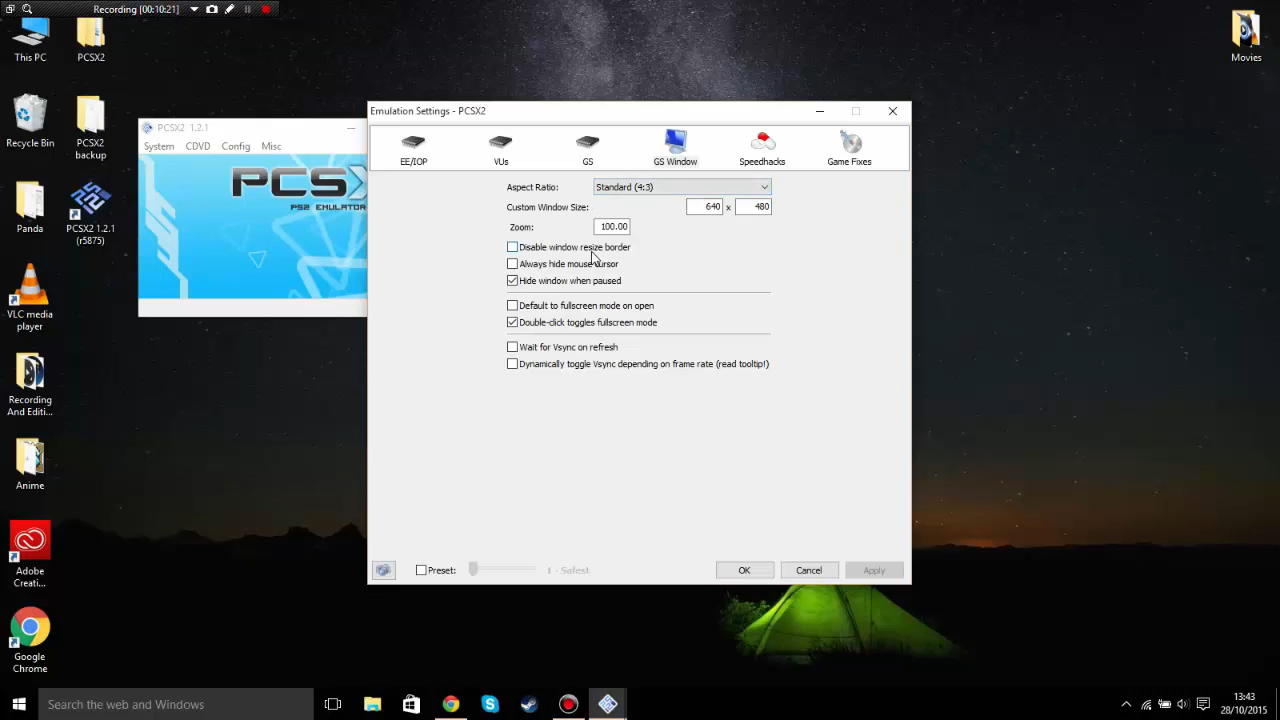 Recording [00:10:21]
This PC
PCSX2
Movies
Recycle Bin
PCSX2
backup
Panda
PCSX2 1.2.1
(r5875)
VLC media
player
Recording
And Editi...
Anime
Adobe
Creati...
Google
Chrome
PCSX2 1.2.1
System CDVD Config Misc
PCSX
PS2 EMULATOR
Emulation Settings - PCSX2
EE/IOP VUs GS GS Window Speedhacks Game Fixes
Aspect Ratio: Standard (4:3)
Custom Window Size: 640 x 480
Zoom: 100.00
Disable window resize border
Always hide mouse cursor
Hide window when paused
Default to fullscreen mode on open
Double-click toggles fullscreen mode
Wait for Vsync on refresh
Dynamically toggle Vsync depending on frame rate (read tooltip!)
Preset: 1 - Safest OK Cancel Apply
Search the web and Windows
13:43
28/10/2015